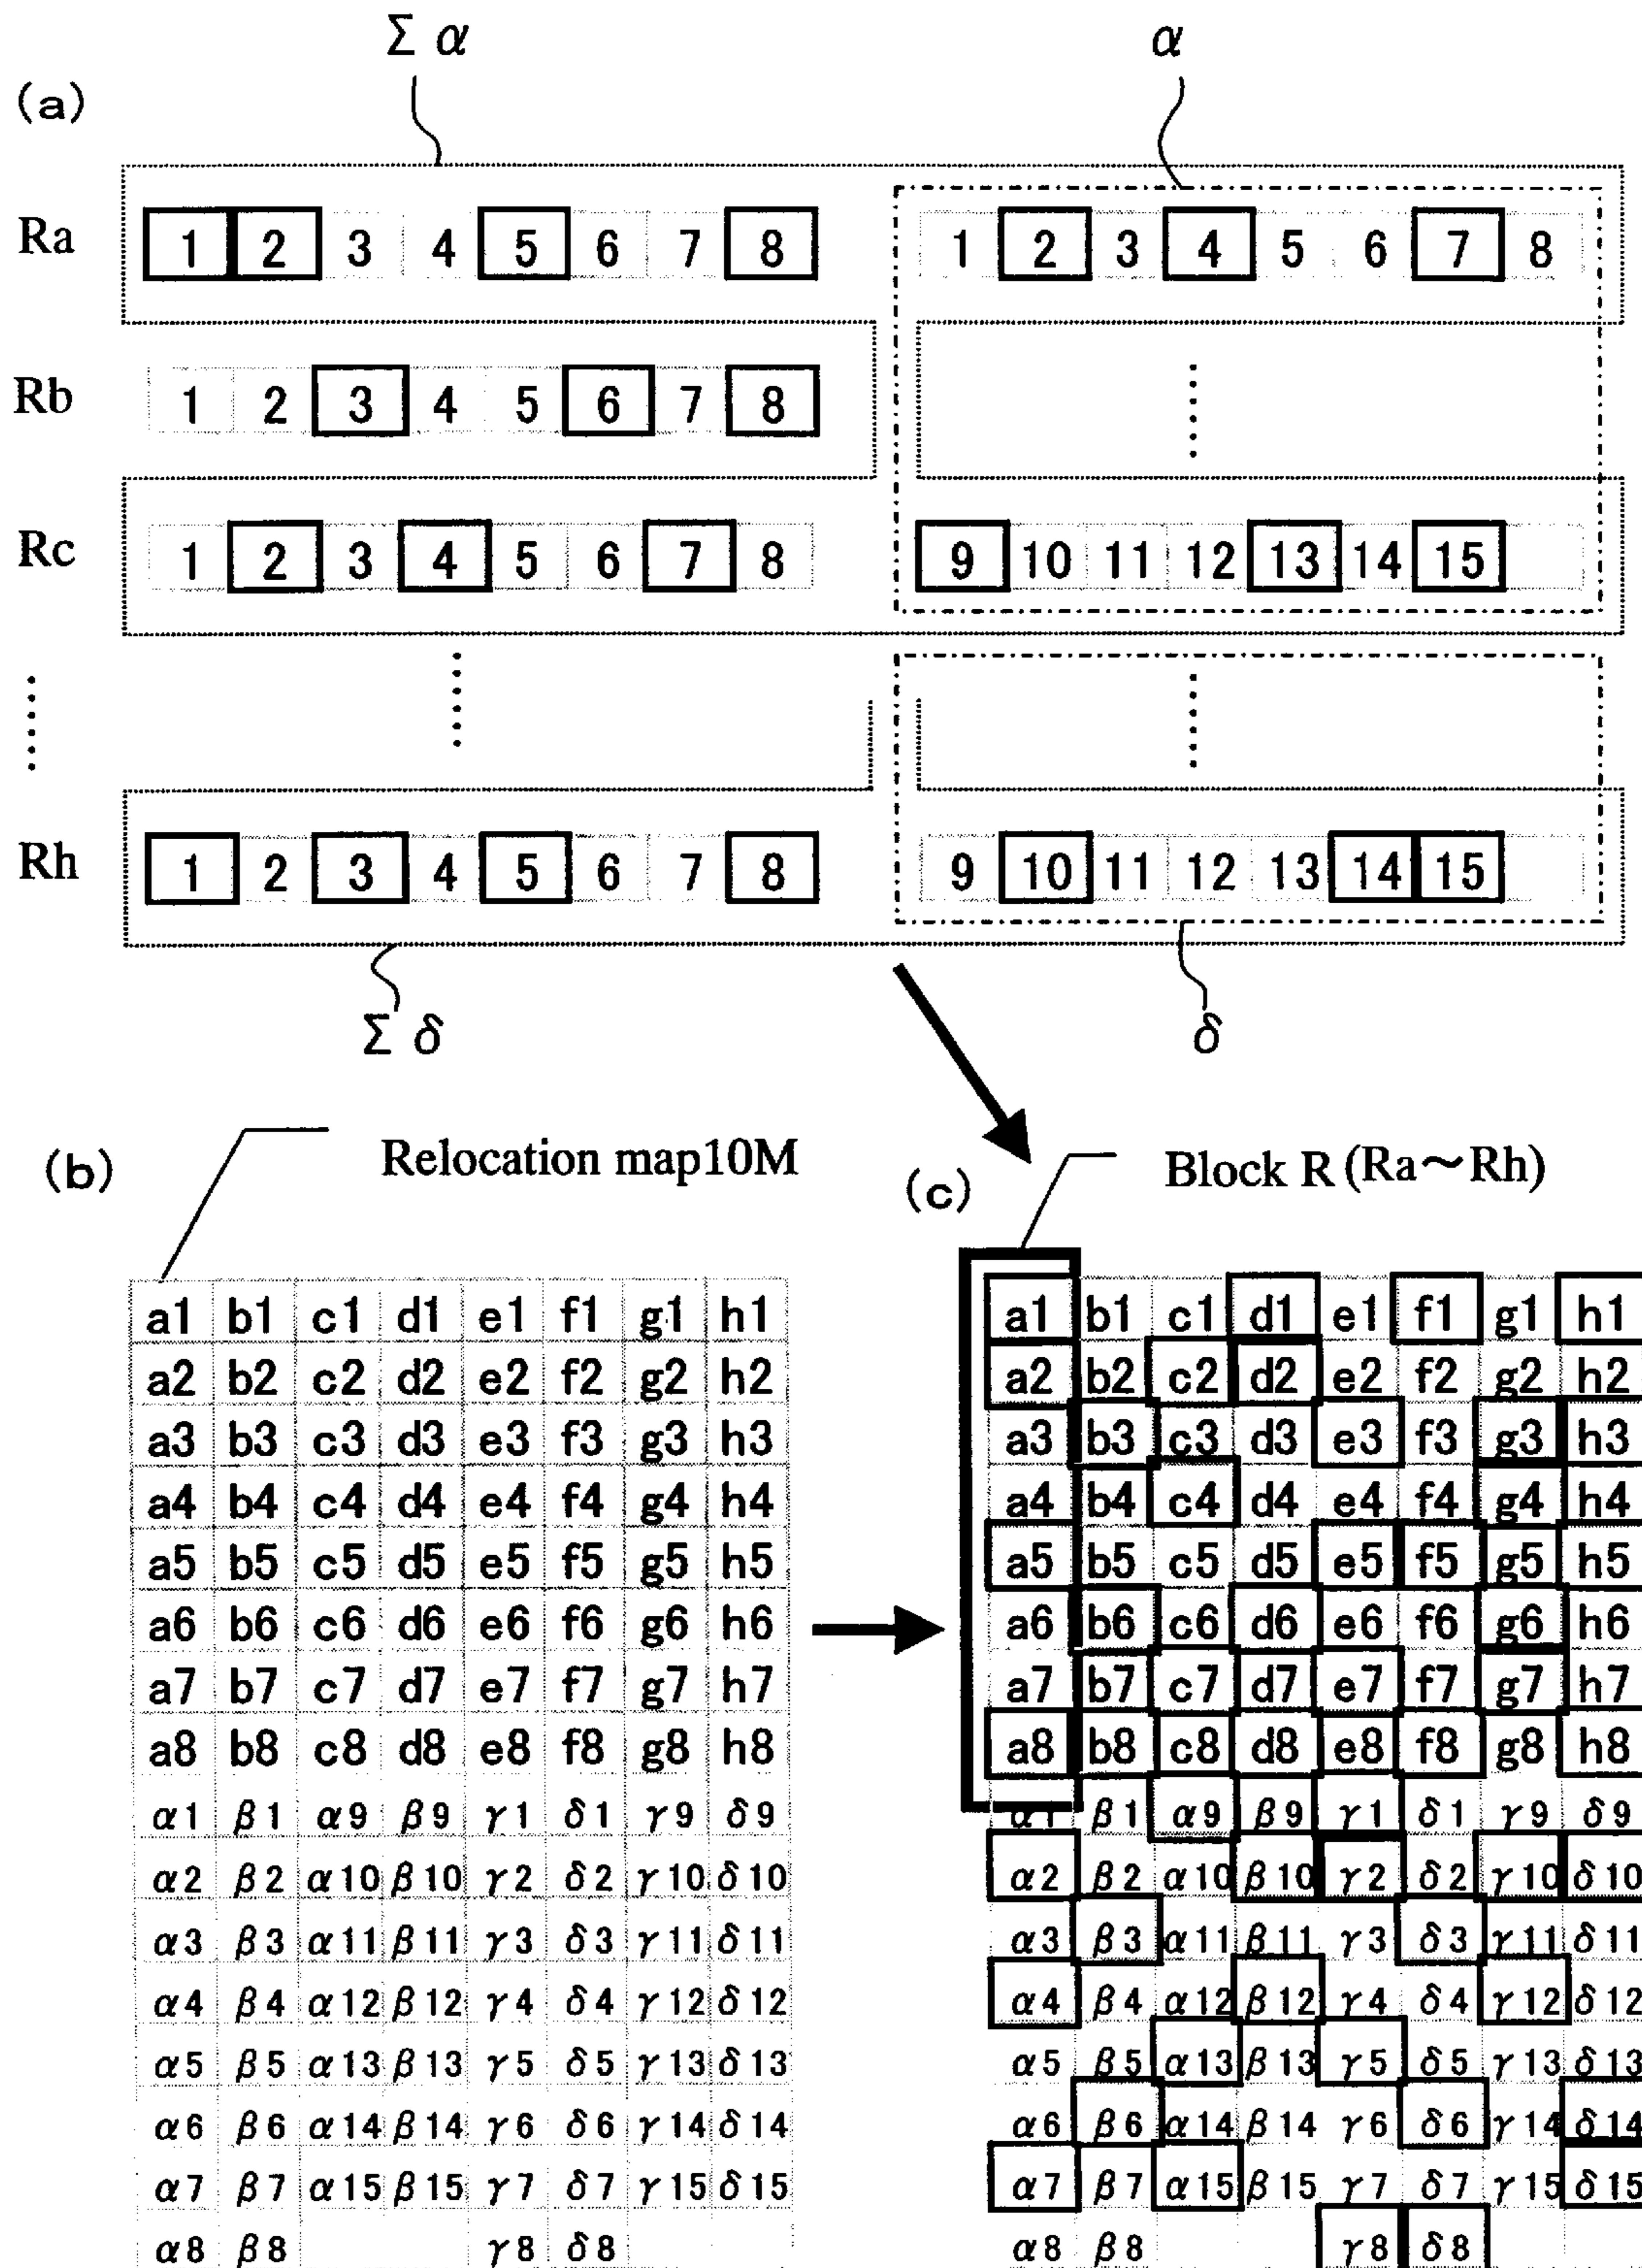 Σ α α
(a)
Ra 1 2 3 4 5 6 7 8 1 2 3 4 5 6 7 8
Rb 1 2 3 4 5 6 7 8
Rc 1 2 3 4 5 6 7 8 9 10 11 12 13 14 15
Rh 1 2 3 4 5 6 7 8 9 10 11 12 13 14 15
Σ δ δ
(b) Relocation map10M
a1 b1 c1 d1 e1 f1 g1 h1
a2 b2 c2 d2 e2 f2 g2 h2
a3 b3 c3 d3 e3 f3 g3 h3
a4 b4 c4 d4 e4 f4 g4 h4
a5 b5 c5 d5 e5 f5 g5 h5
a6 b6 c6 d6 e6 f6 g6 h6
a7 b7 c7 d7 e7 f7 g7 h7
a8 b8 c8 d8 e8 f8 g8 h8
α1 β1 α9 β9 γ1 δ1 γ9 δ9
α2 β2 α10 β10 γ2 δ2 γ10 δ10
α3 β3 α11 β11 γ3 δ3 γ11 δ11
α4 β4 α12 β12 γ4 δ4 γ12 δ12
α5 β5 α13 β13 γ5 δ5 γ13 δ13
α6 β6 α14 β14 γ6 δ6 γ14 δ14
α7 β7 α15 β15 γ7 δ7 γ15 δ15
α8 β8 γ8 δ8
(c) Block R (Ra～Rh)
a1 b1 c1 d1 e1 f1 g1 h1
a2 b2 c2 d2 e2 f2 g2 h2
a3 b3 c3 d3 e3 f3 g3 h3
a4 b4 c4 d4 e4 f4 g4 h4
a5 b5 c5 d5 e5 f5 g5 h5
a6 b6 c6 d6 e6 f6 g6 h6
a7 b7 c7 d7 e7 f7 g7 h7
a8 b8 c8 d8 e8 f8 g8 h8
α1 β1 α9 β9 γ1 δ1 γ9 δ9
α2 β2 α10 β10 γ2 δ2 γ10 δ10
α3 β3 α11 β11 γ3 δ3 γ11 δ11
α4 β4 α12 β12 γ4 δ4 γ12 δ12
α5 β5 α13 β13 γ5 δ5 γ13 δ13
α6 β6 α14 β14 γ6 δ6 γ14 δ14
α7 β7 α15 β15 γ7 δ7 γ15 δ15
α8 β8 γ8 δ8